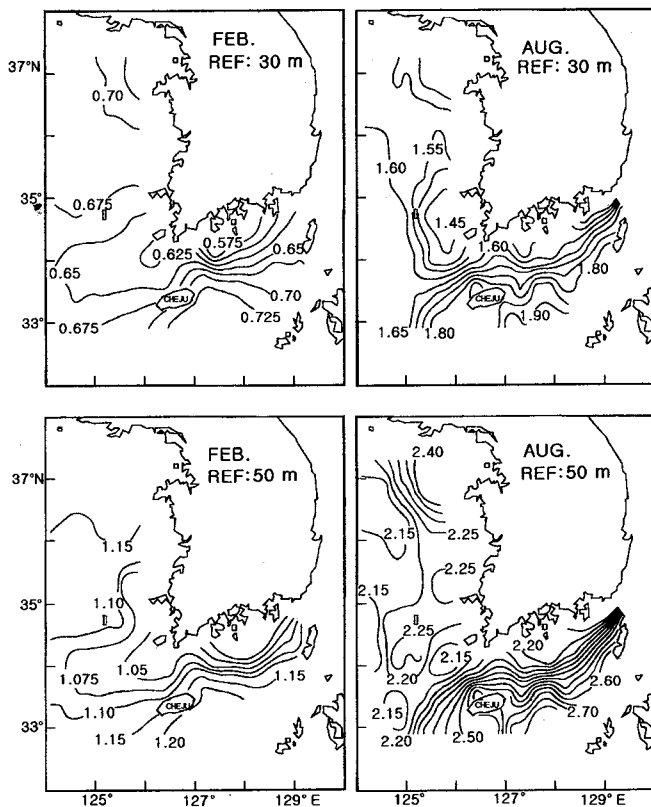 FEB.
REF: 30 m
37°N
0.70
35°
0.675
0.575
0.625
0.65
0.65
0.70
CHEJU
0.675
0.725
33°
AUG.
REF: 30 m
1.55
1.60
1.45
1.60
1.80
CHEJU
1.90
1.65
1.80
FEB.
REF: 50 m
37°N
1.15
1.10
35°
1.05
1.075
1.15
1.10
CHEJU
33°
1.15
1.20
125°
127°
129° E
AUG.
REF:50 m
2.40
2.15
2.25
2.15
2.25
2.25
2.20
2.15
2.20
2.60
2.15
CHEJU
2.70
2.20
2.50
125°
127°
129° E